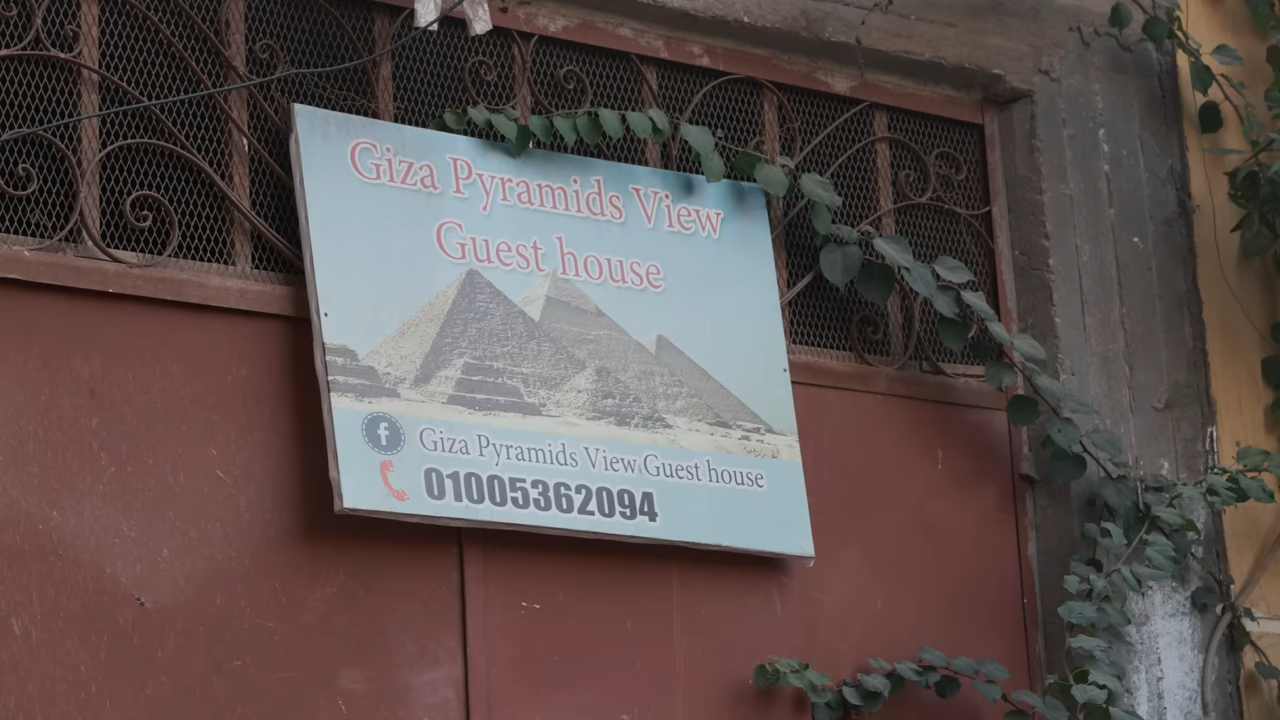 Giza Pyramids View
Guest house
f
Giza Pyramids View Guest house
01005362094